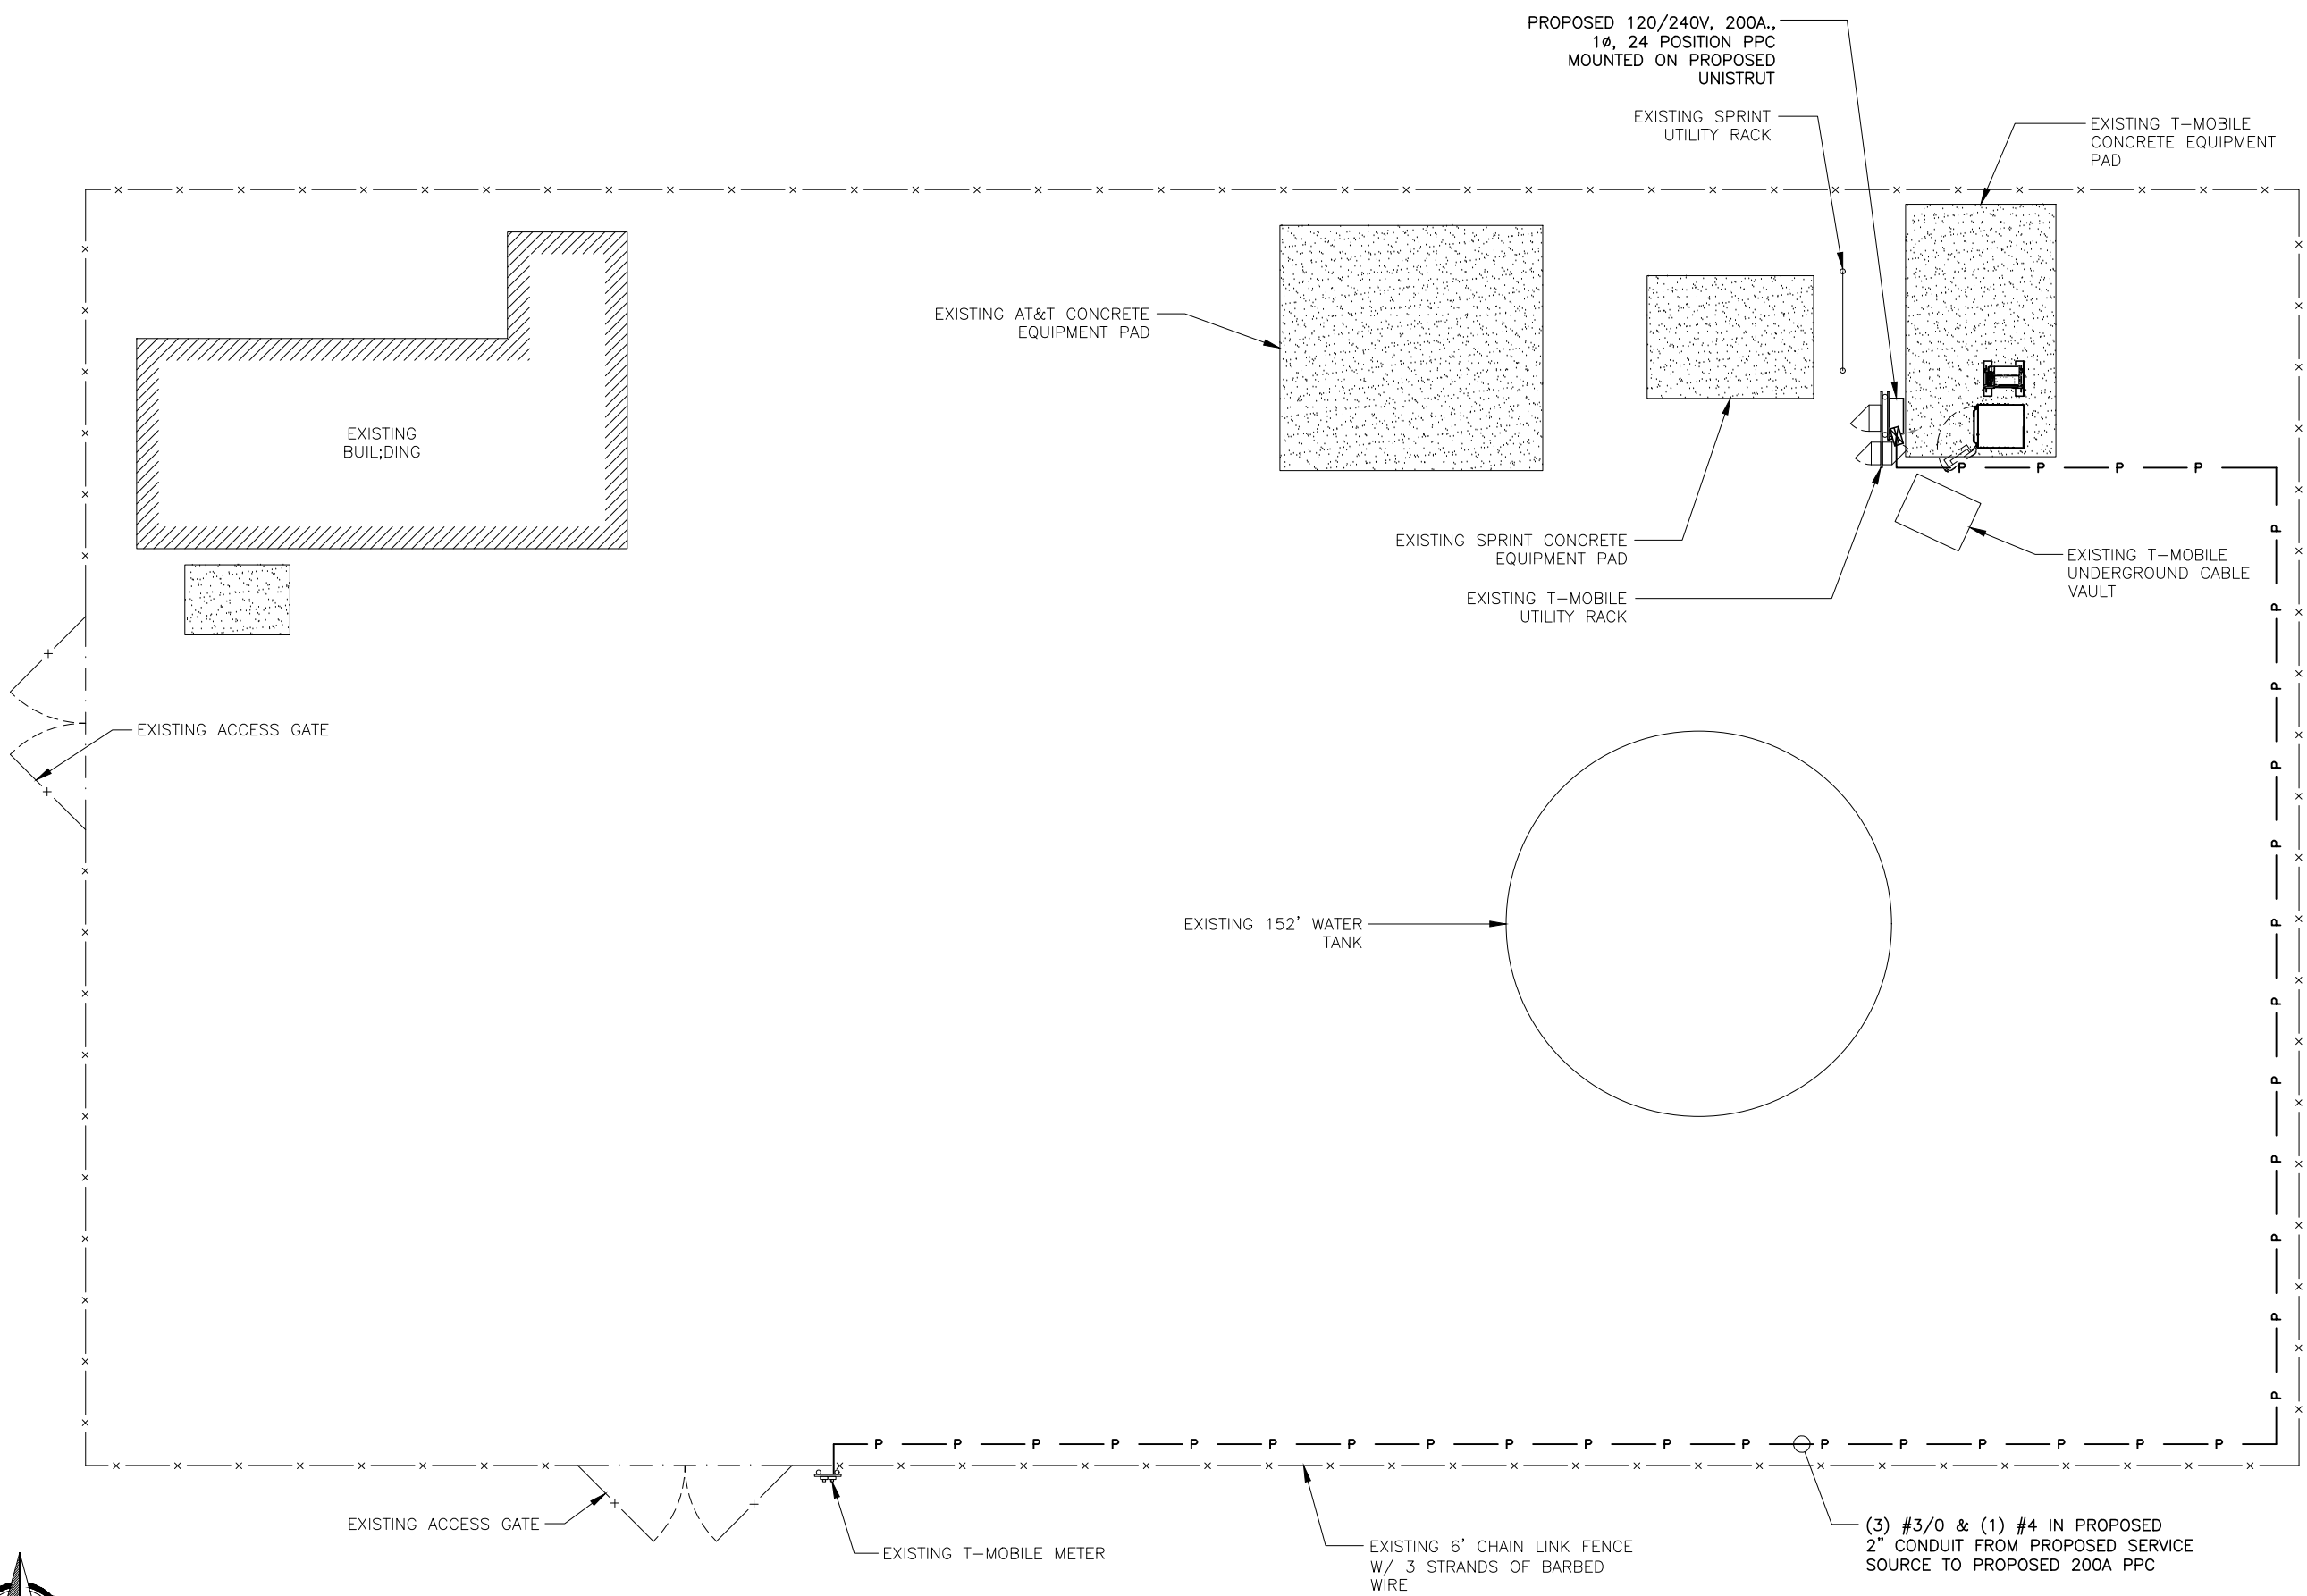 PROPOSED 120/240V, 200A.,
1ø, 24 POSITION PPC
MOUNTED ON PROPOSED
UNISTRUT
EXISTING SPRINT
UTILITY RACK
EXISTING T-MOBILE
CONCRETE EQUIPMENT
PAD
EXISTING AT&T CONCRETE
EQUIPMENT PAD
EXISTING
BUIL;DING
EXISTING SPRINT CONCRETE
EQUIPMENT PAD
EXISTING T-MOBILE
UNDERGROUND CABLE
VAULT
EXISTING T-MOBILE
UTILITY RACK
EXISTING ACCESS GATE
EXISTING 152' WATER
TANK
EXISTING ACCESS GATE
EXISTING T-MOBILE METER
EXISTING 6' CHAIN LINK FENCE
W/ 3 STRANDS OF BARBED
WIRE
(3) #3/0 & (1) #4 IN PROPOSED
2" CONDUIT FROM PROPOSED SERVICE
SOURCE TO PROPOSED 200A PPC